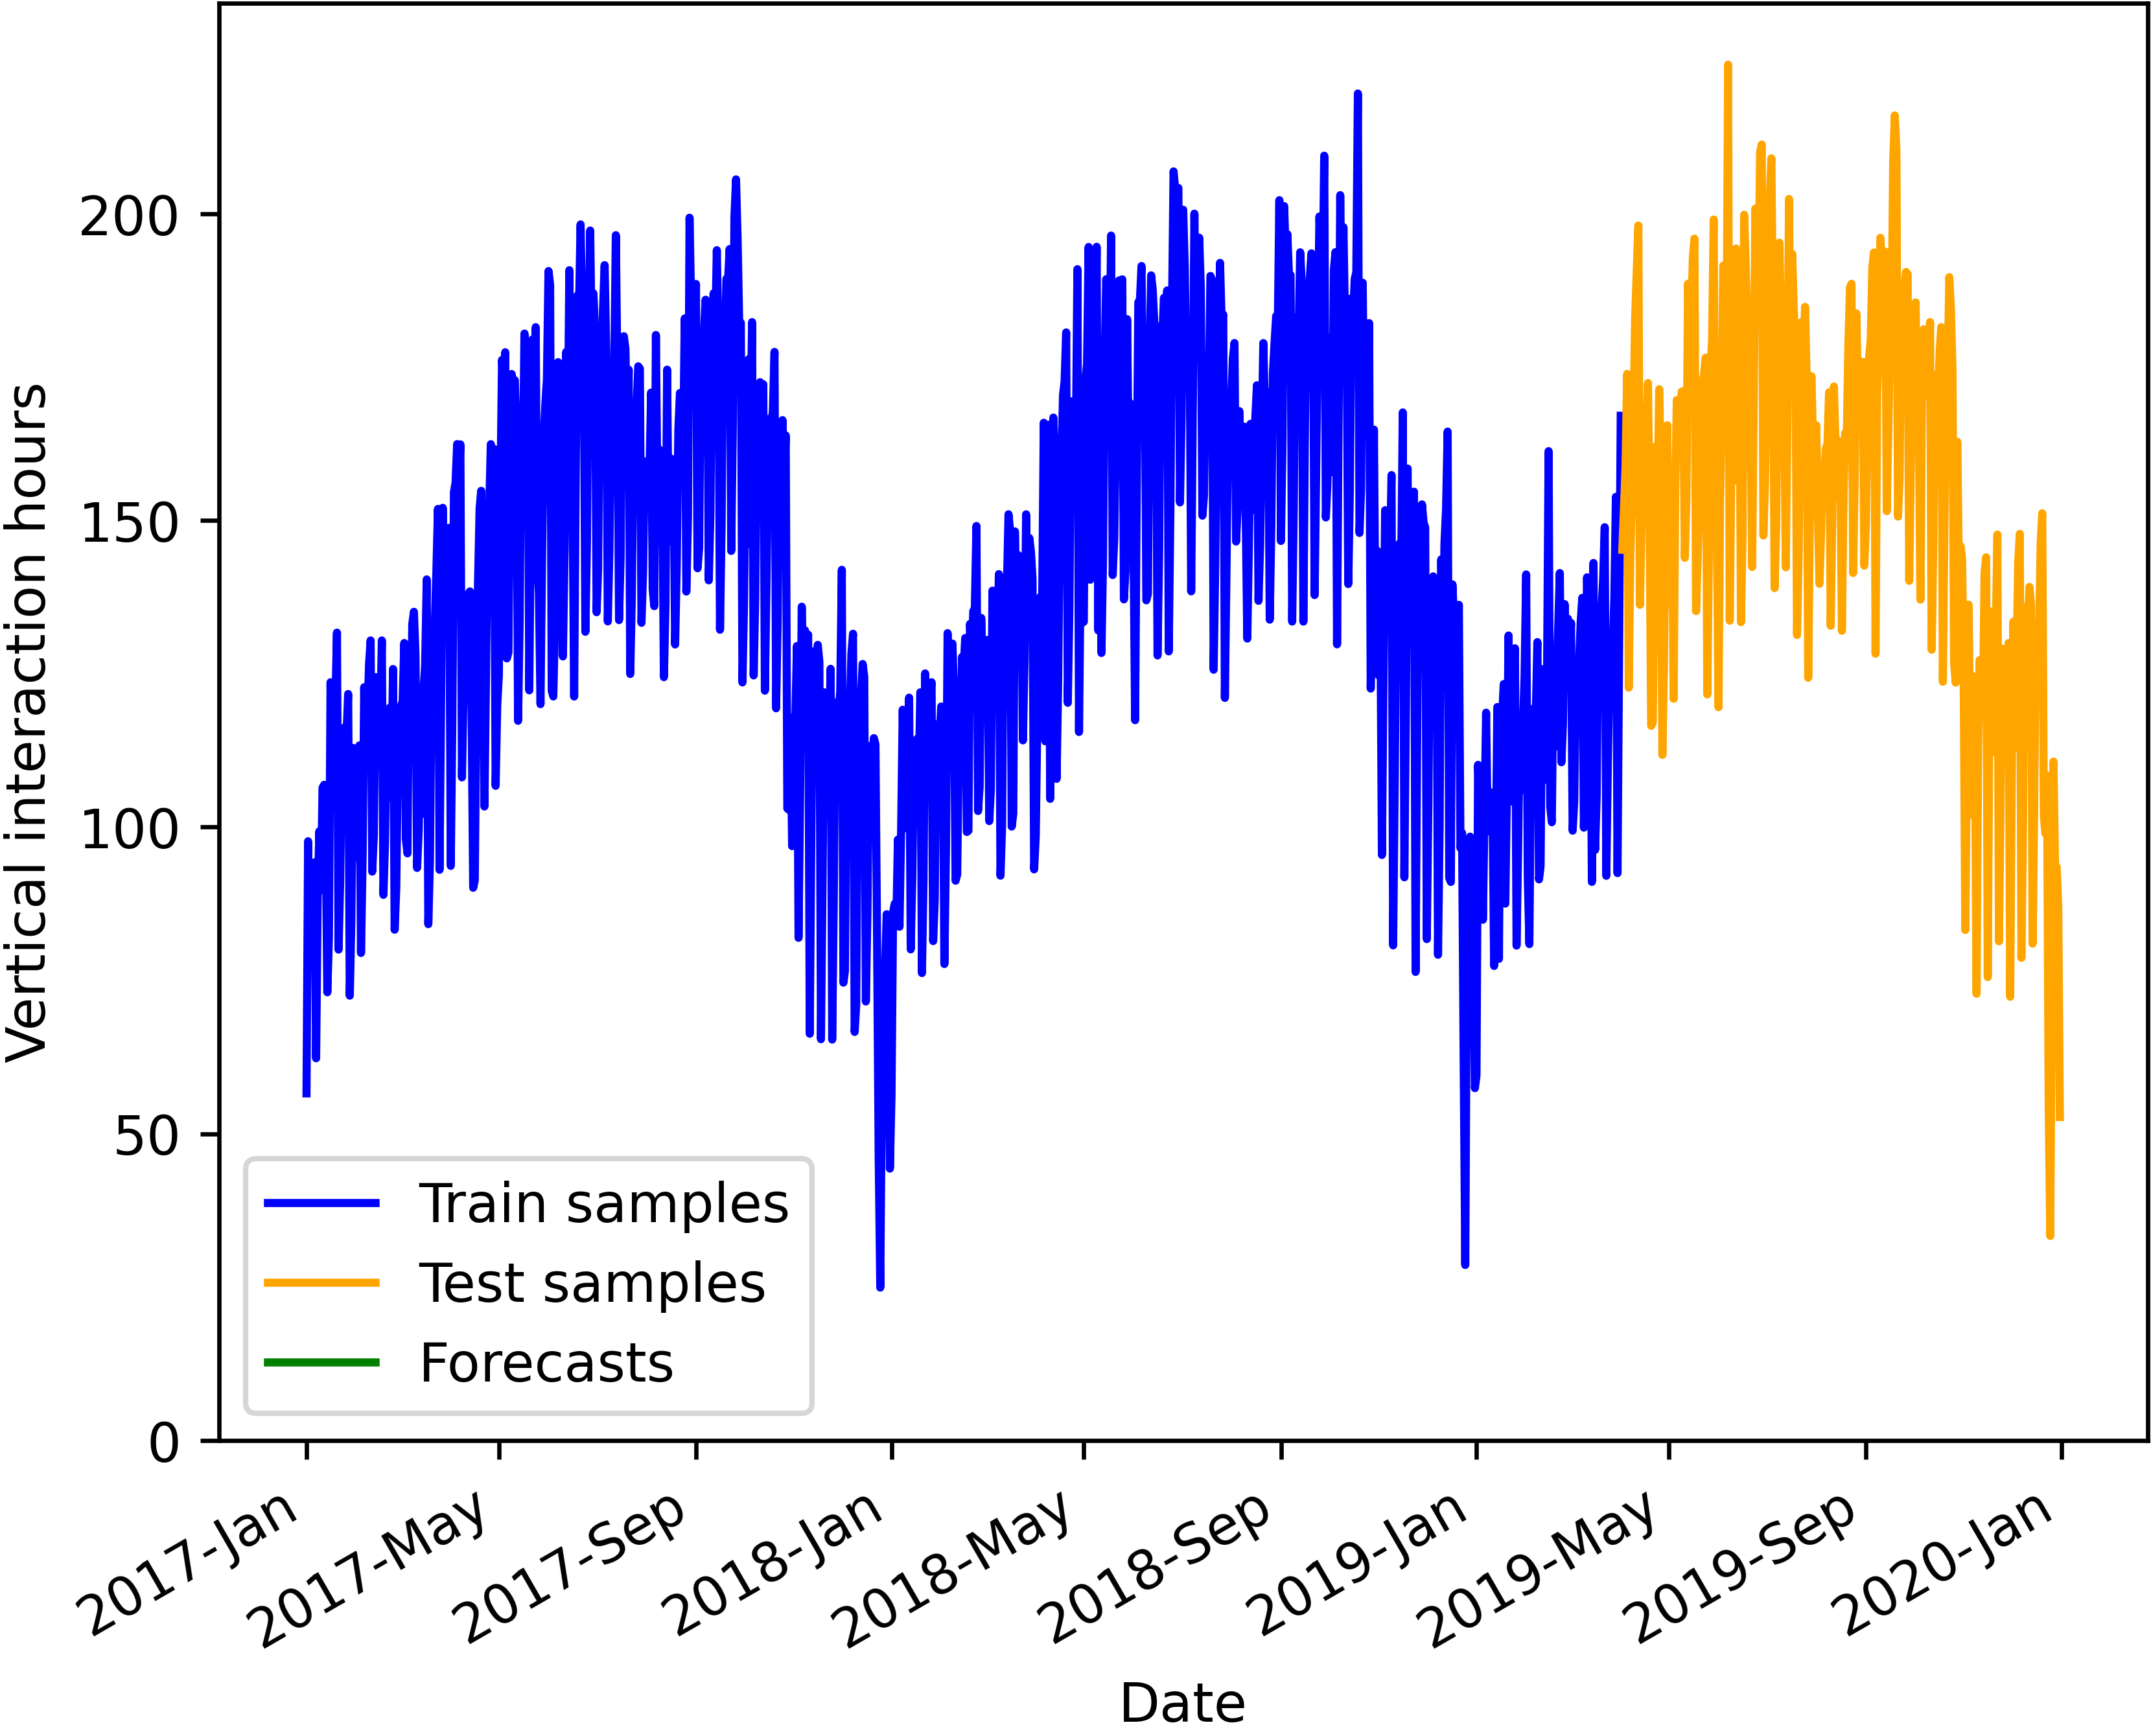 Vertical interaction hours
200
150
100
50
0
Train samples
Test samples
Forecasts
2017-Jan
2017-May
2017-Sep
2018-Jan
2018-May
2018-Sep
2019-Jan
2019-May
2019-Sep
2020-Jan
Date